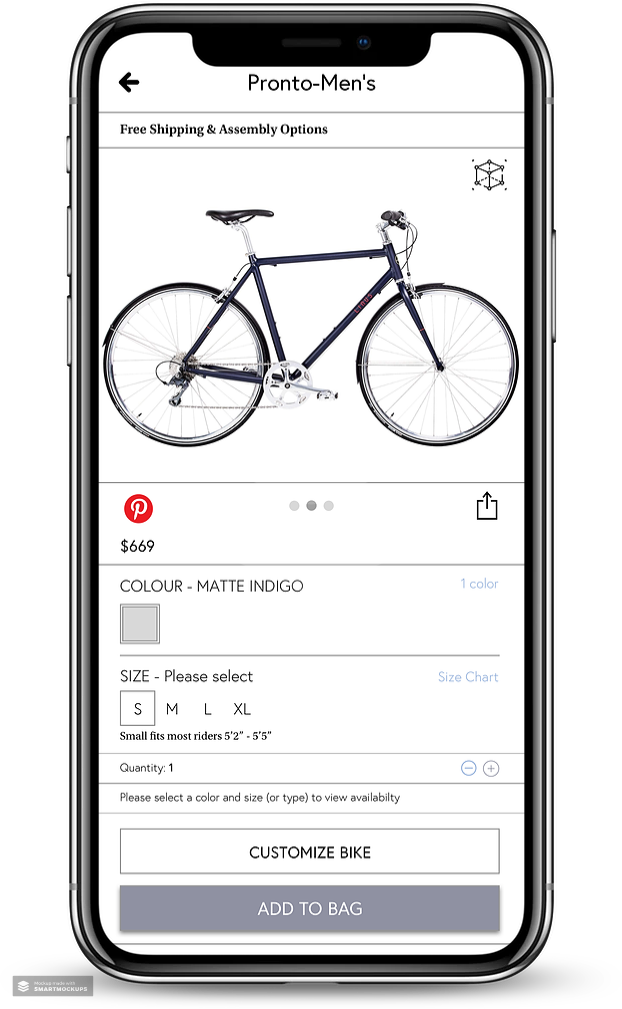 Pronto-Men's
Free Shipping & Assembly Options
$669
COLOUR - MATTE INDIGO
1 color
SIZE - Please select
Size Chart
S M L XL
Small fits most riders 5'2" - 5'5"
Quantity: 1
Please select a color and size (or type) to view availabilty
CUSTOMIZE BIKE
ADD TO BAG
Mockup made with
SMARTMOCKUPS